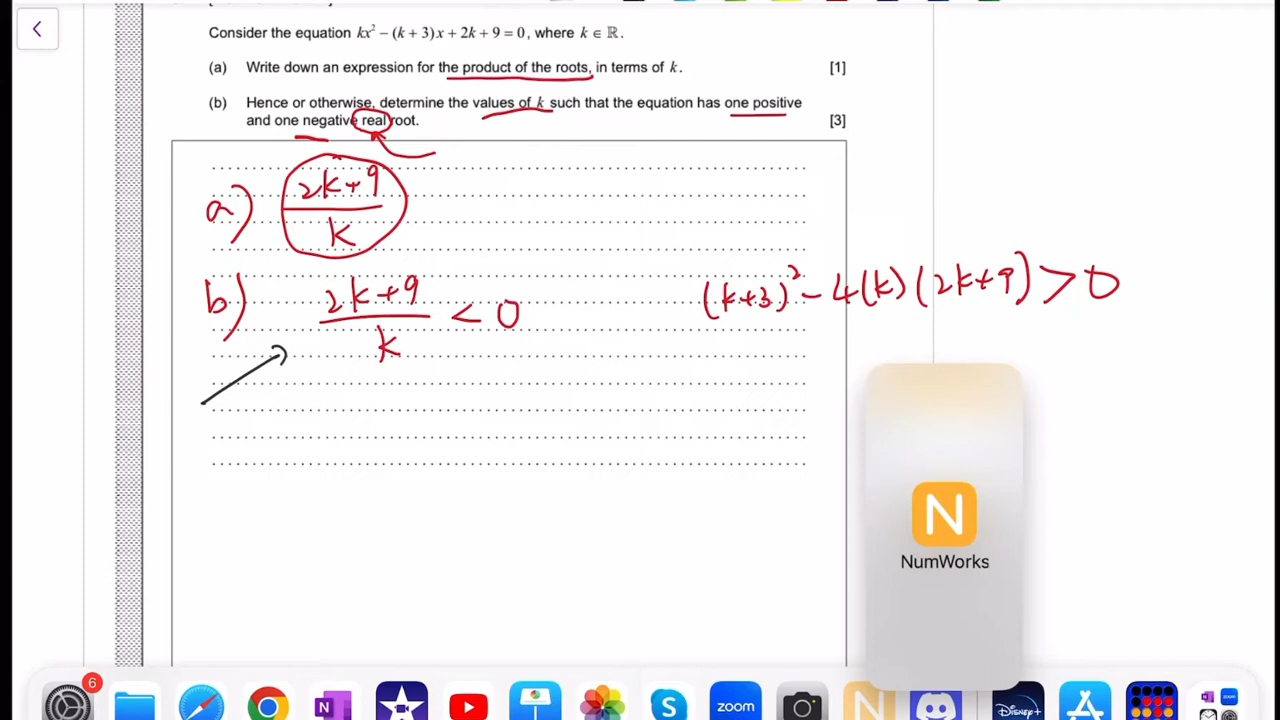 Consider the equation kx² − (k + 3)x + 2k + 9 = 0, where k ∈ ℝ.
(a) Write down an expression for the product of the roots, in terms of k. [1]
(b) Hence or otherwise, determine the values of k such that the equation has one positive
and one negative real root. [3]
a) (2k+9)/k
b) (2k+9)/k < 0
(k+3)² − 4(k)(2k+9) > 0
N
NumWorks
6
N
zoom
N
Disney+
zoom